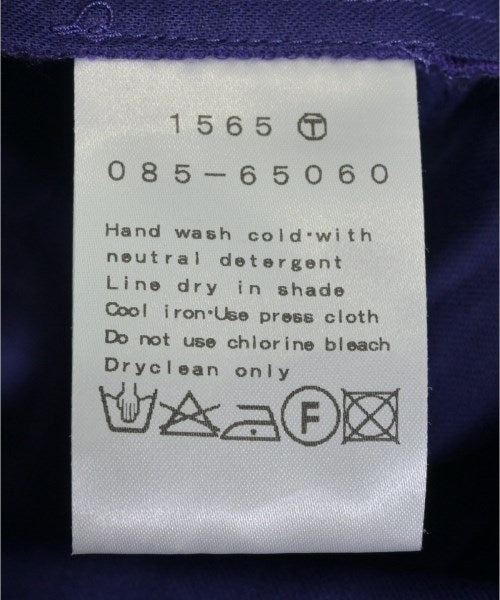 1565 Ⓣ
085-65060
Hand wash cold·with
neutral detergent
Line dry in shade
Cool iron·Use press cloth
Do not use chlorine bleach
Dryclean only
F